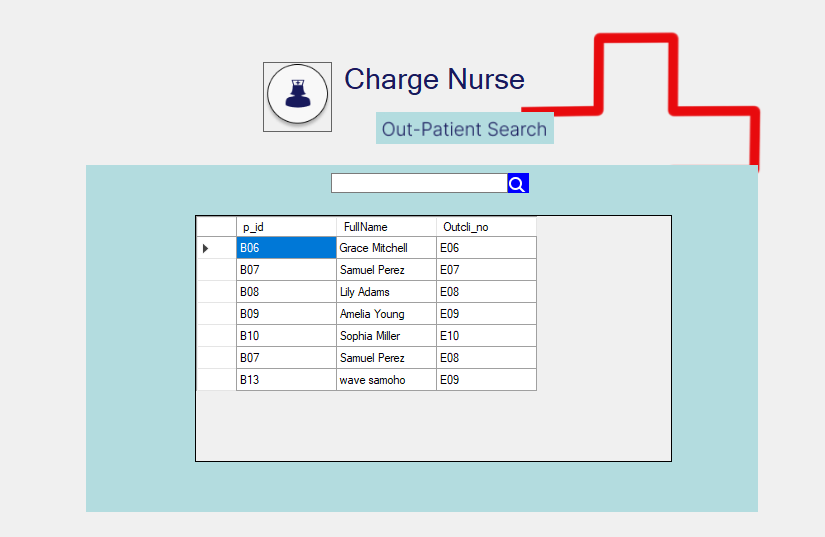 Charge Nurse
Out-Patient Search
p_id FullName Outcli_no
B06 Grace Mitchell E06
B07 Samuel Perez E07
B08 Lily Adams E08
B09 Amelia Young E09
B10 Sophia Miller E10
B07 Samuel Perez E08
B13 wave samoho E09